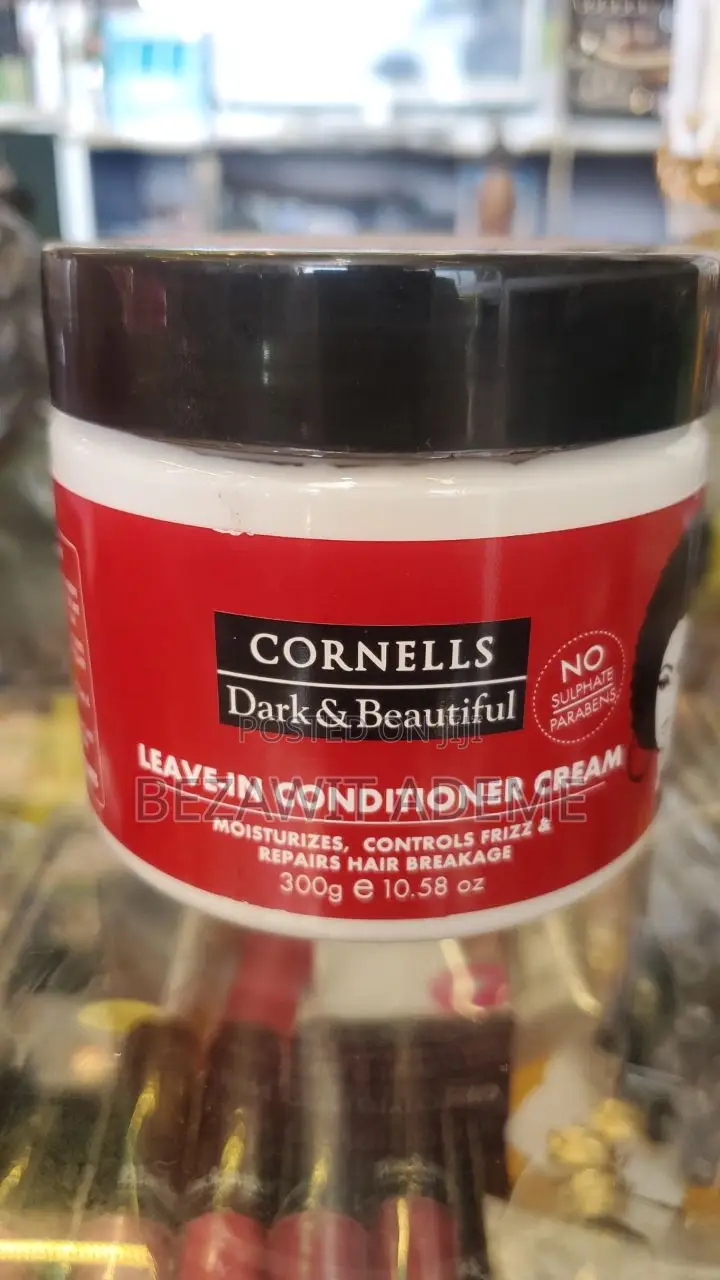 CORNELLS
Dark & Beautiful
NO
SULPHATE
PARABENS
POSTED ON jiji
LEAVE-IN CONDITIONER CREAM
BEZAWIT ADEME
MOISTURIZES, CONTROLS FRIZZ &
REPAIRS HAIR BREAKAGE
300g e 10.58 oz